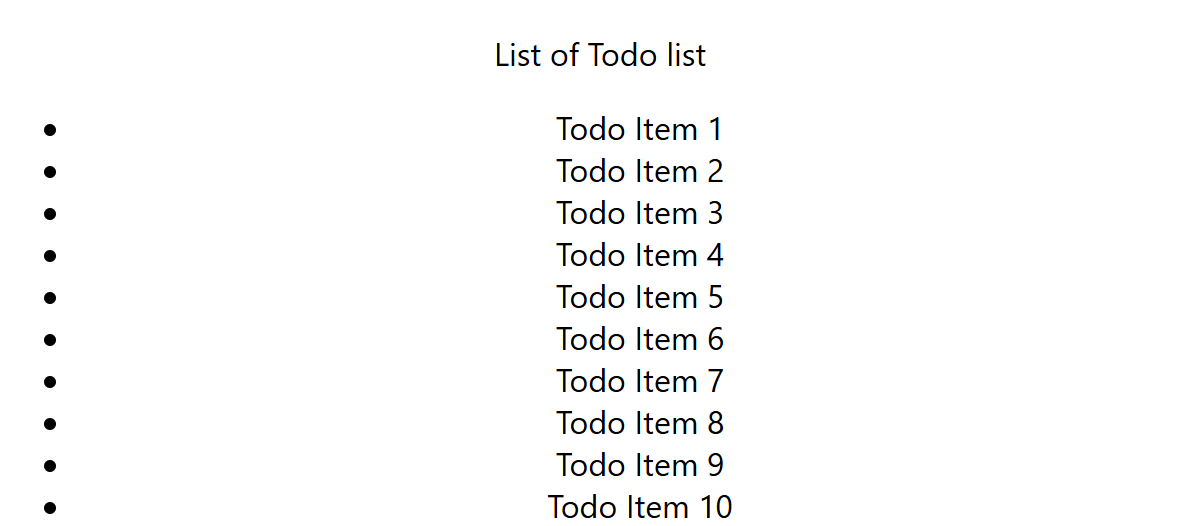 List of Todo list
• Todo Item 1
• Todo Item 2
• Todo Item 3
• Todo Item 4
• Todo Item 5
• Todo Item 6
• Todo Item 7
• Todo Item 8
• Todo Item 9
• Todo Item 10